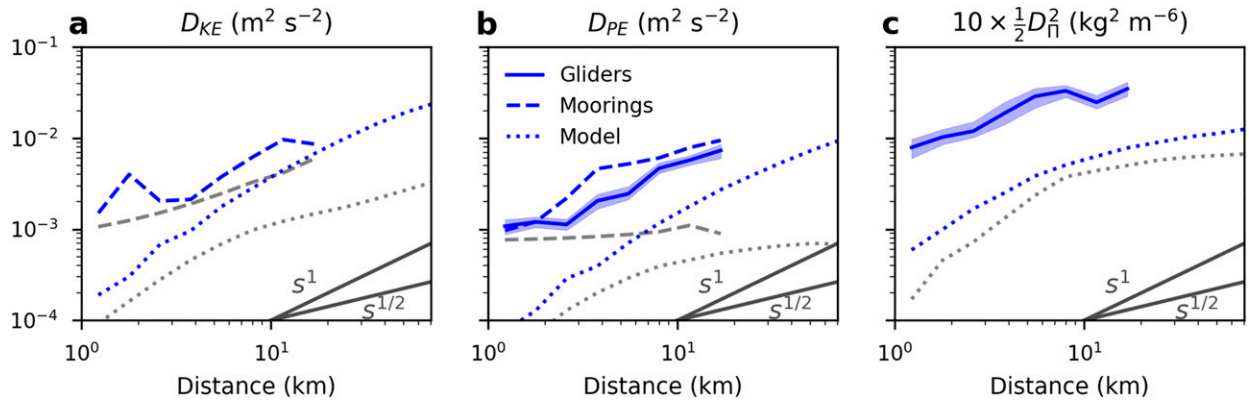 a
D_KE (m² s⁻²)
10⁻¹
10⁻²
10⁻³
10⁻⁴
s¹
s^1/2
10⁰
10¹
Distance (km)
b
D_PE (m² s⁻²)
Gliders
Moorings
Model
s¹
s^1/2
10⁰
10¹
Distance (km)
c
10 × ½D_Π² (kg² m⁻⁶)
s¹
s^1/2
10⁰
10¹
Distance (km)